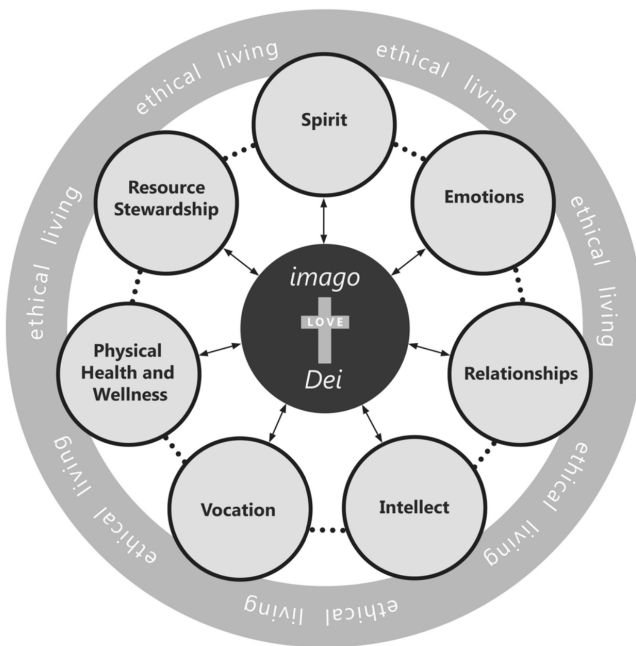 ethical living
ethical living
ethical living
ethical living
ethical living
ethical living
ethical living
Spirit
Emotions
Relationships
Intellect
Vocation
Physical
Health and
Wellness
Resource
Stewardship
imago
LOVE
Dei